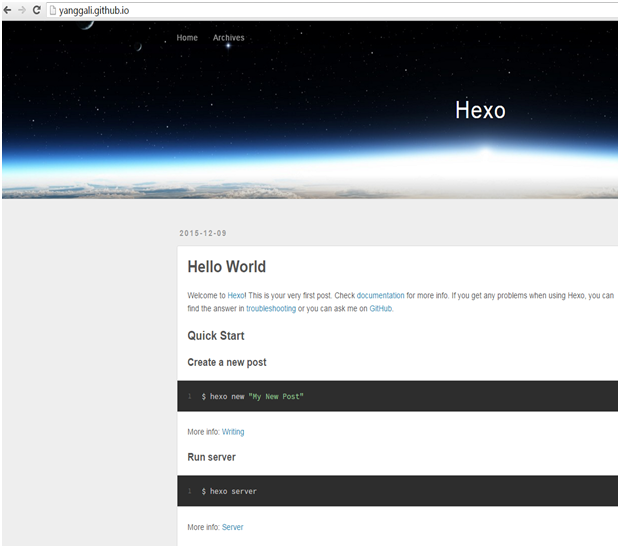 yanggali.github.io
Home Archives
Hexo
2015-12-09
Hello World
Welcome to Hexo! This is your very first post. Check documentation for more info. If you get any problems when using Hexo, you can
find the answer in troubleshooting or you can ask me on GitHub.
Quick Start
Create a new post
1 $ hexo new "My New Post"
More info: Writing
Run server
1 $ hexo server
More info: Server